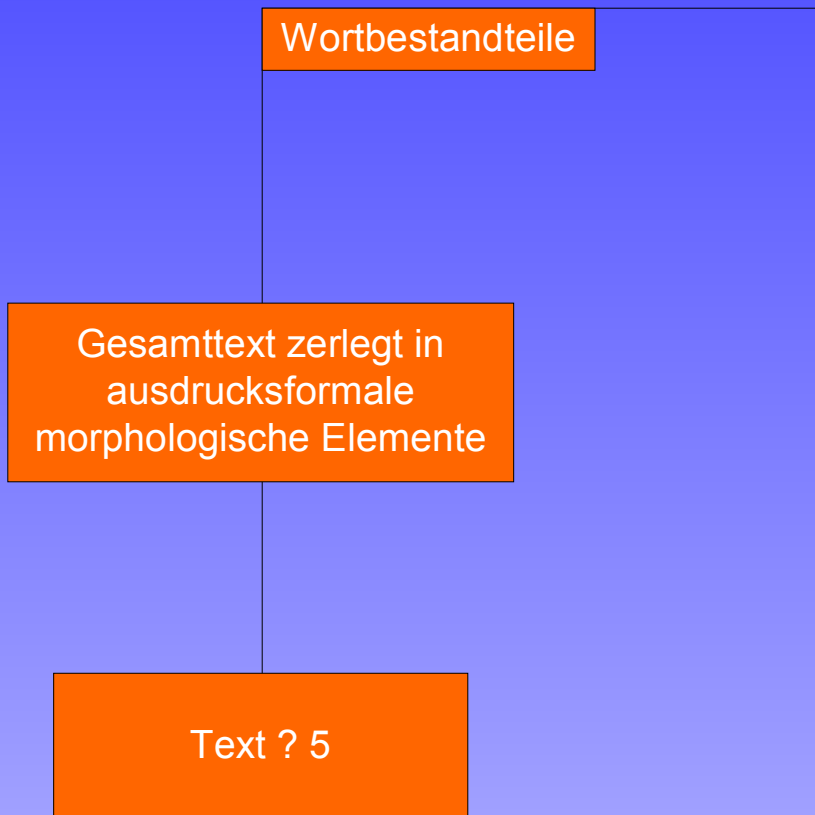 Wortbestandteile
Gesamttext zerlegt in
ausdrucksformale
morphologische Elemente
Text ? 5